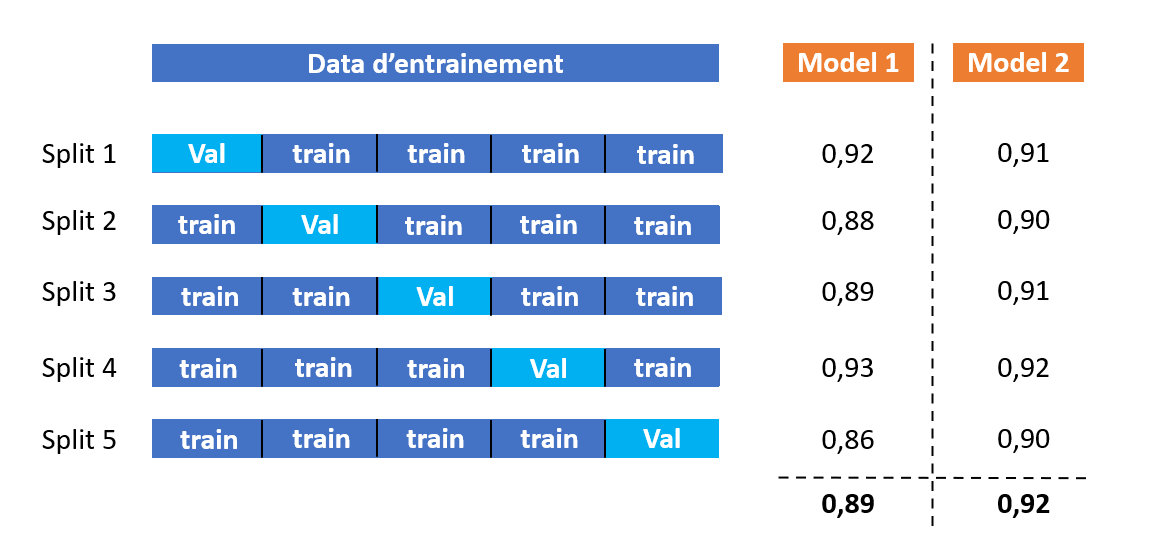 Data d’entrainement Model 1 Model 2
Split 1 Val train train train train 0,92 0,91
Split 2 train Val train train train 0,88 0,90
Split 3 train train Val train train 0,89 0,91
Split 4 train train train Val train 0,93 0,92
Split 5 train train train train Val 0,86 0,90
0,89 0,92